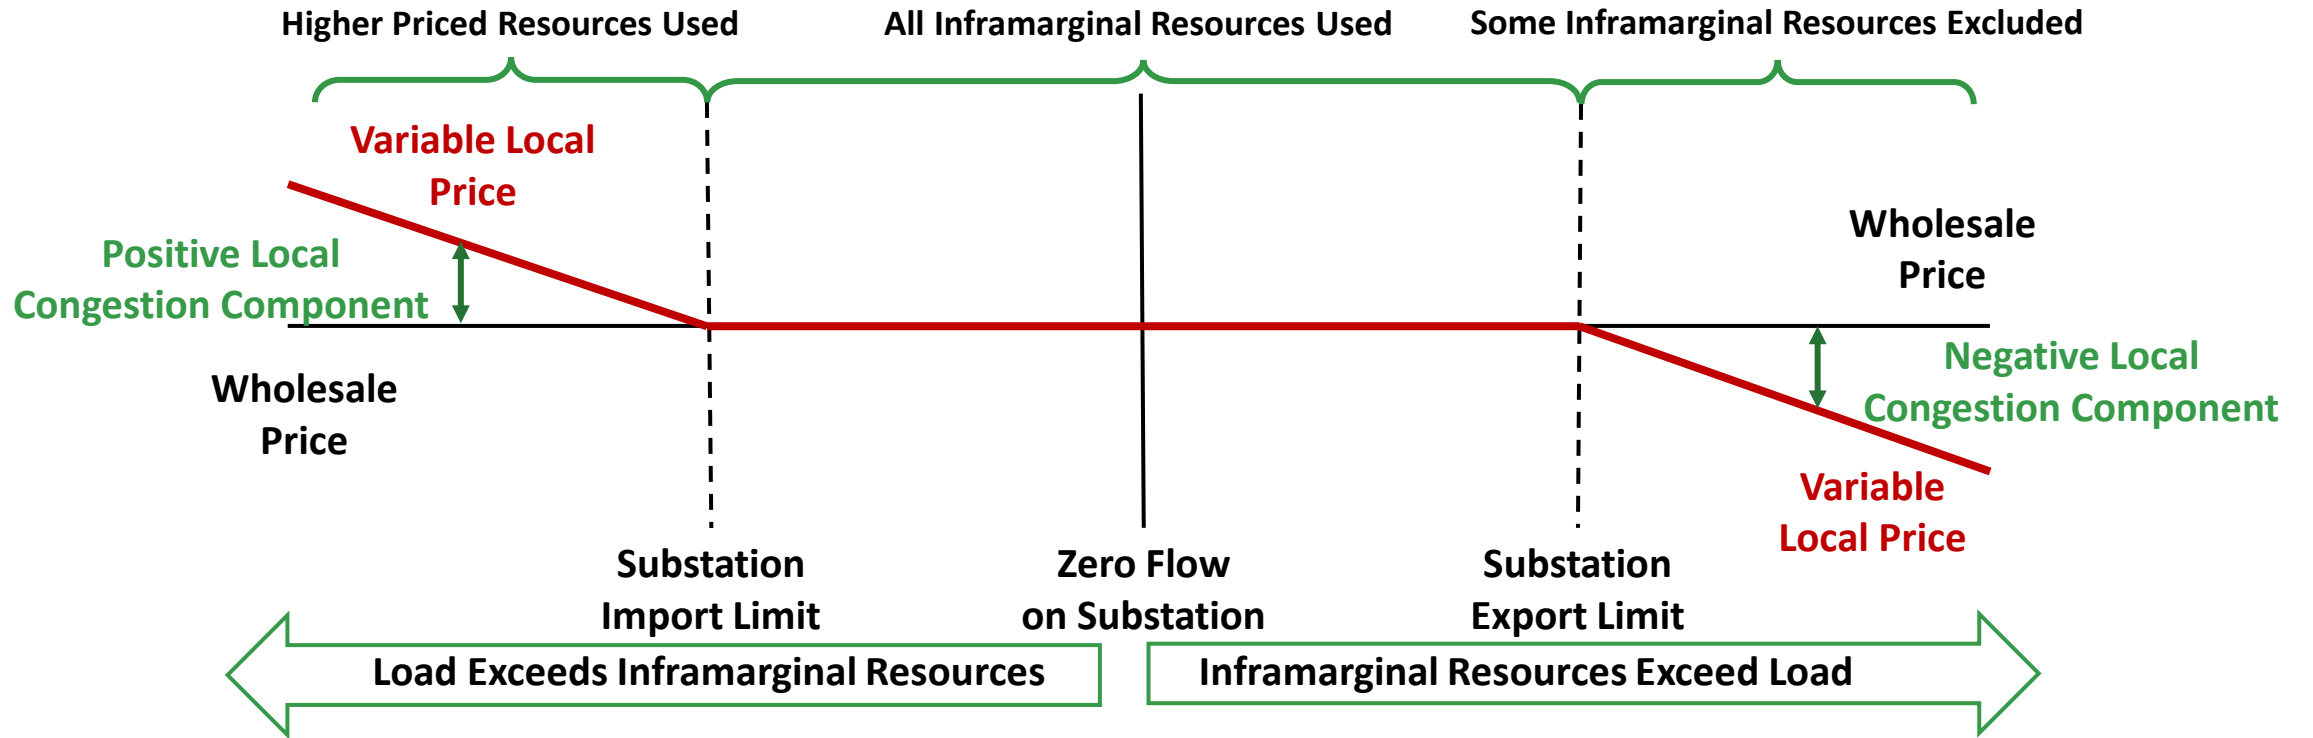 Higher Priced Resources Used
All Inframarginal Resources Used
Some Inframarginal Resources Excluded
Variable Local
Price
Positive Local
Congestion Component
Wholesale
Price
Wholesale
Price
Negative Local
Congestion Component
Variable
Local Price
Substation
Import Limit
Zero Flow
on Substation
Substation
Export Limit
Load Exceeds Inframarginal Resources
Inframarginal Resources Exceed Load